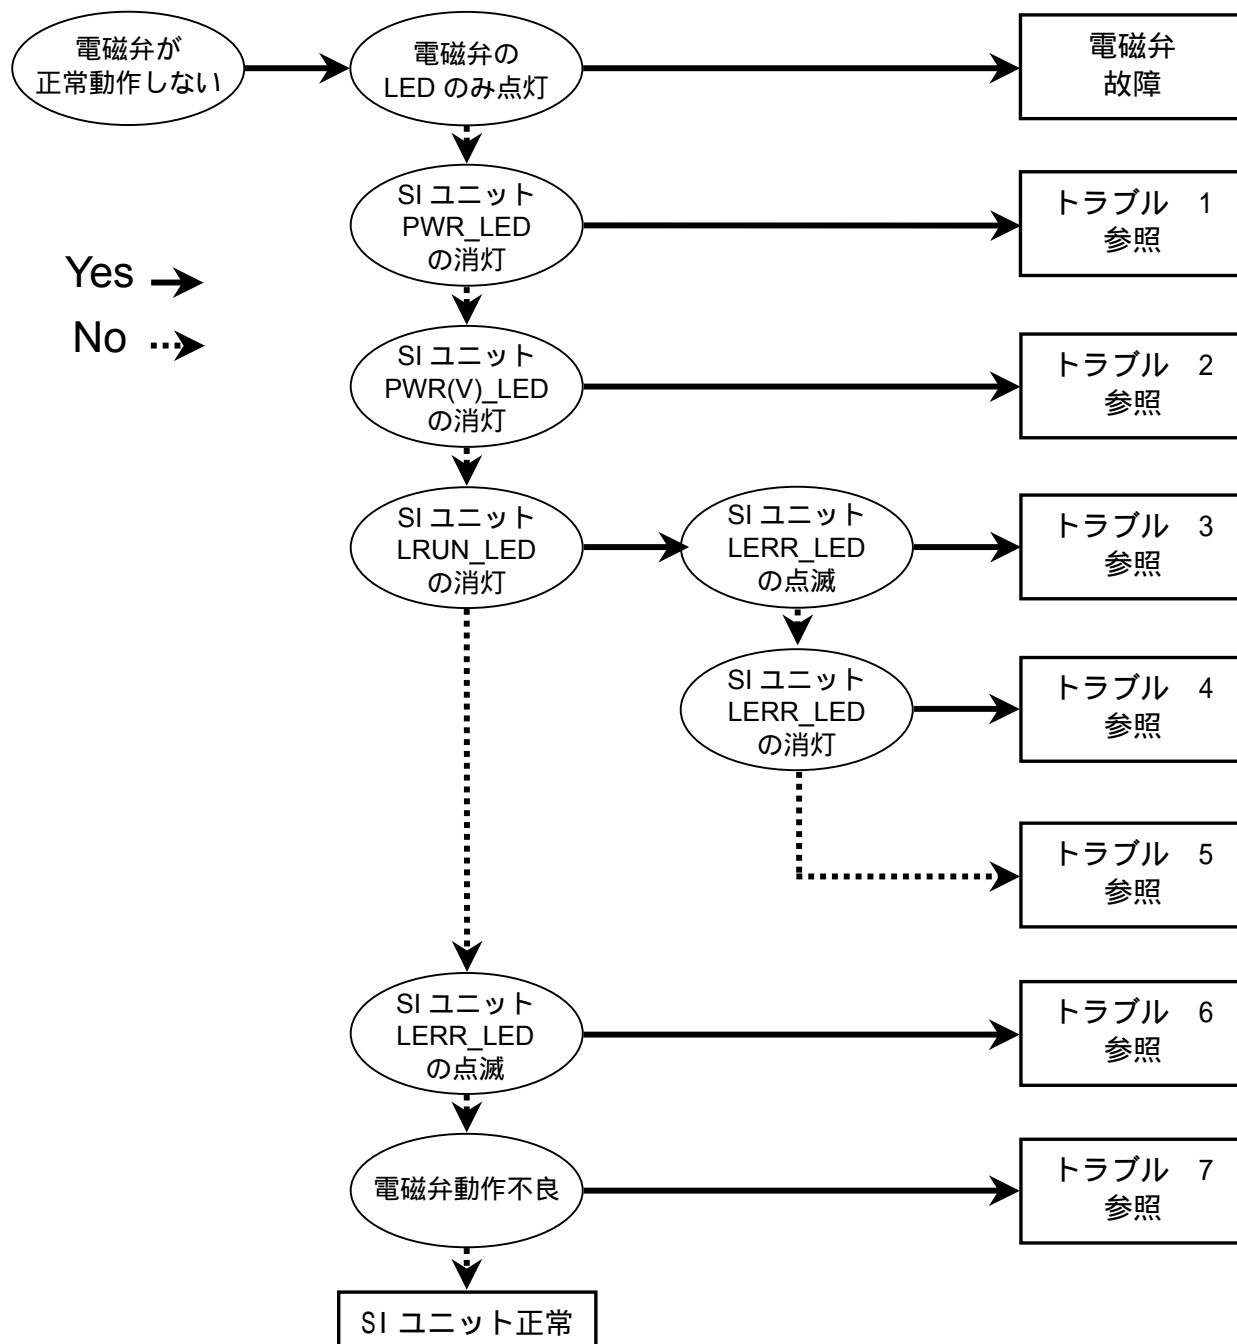 電磁弁が
正常動作しない
電磁弁の
LED のみ点灯
電磁弁
故障
SI ユニット
PWR_LED
の消灯
トラブル 1
参照
Yes
No
SI ユニット
PWR(V)_LED
の消灯
トラブル 2
参照
SI ユニット
LRUN_LED
の消灯
SI ユニット
LERR_LED
の点滅
トラブル 3
参照
SI ユニット
LERR_LED
の消灯
トラブル 4
参照
トラブル 5
参照
SI ユニット
LERR_LED
の点滅
トラブル 6
参照
電磁弁動作不良
トラブル 7
参照
SI ユニット正常